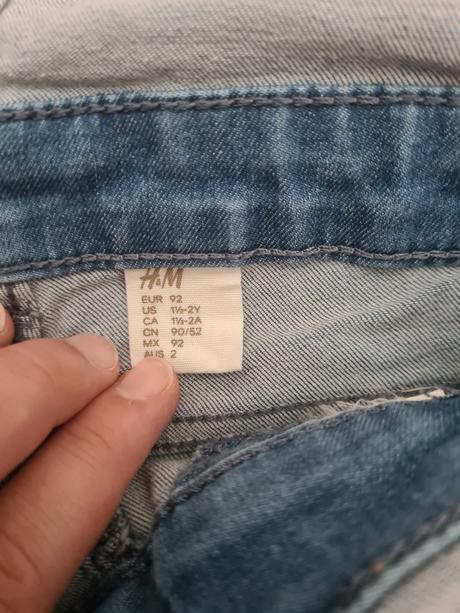 H&M
EUR 92
US 1½-2Y
CA 1½-2A
CN 90/52
MX 92
AUS 2